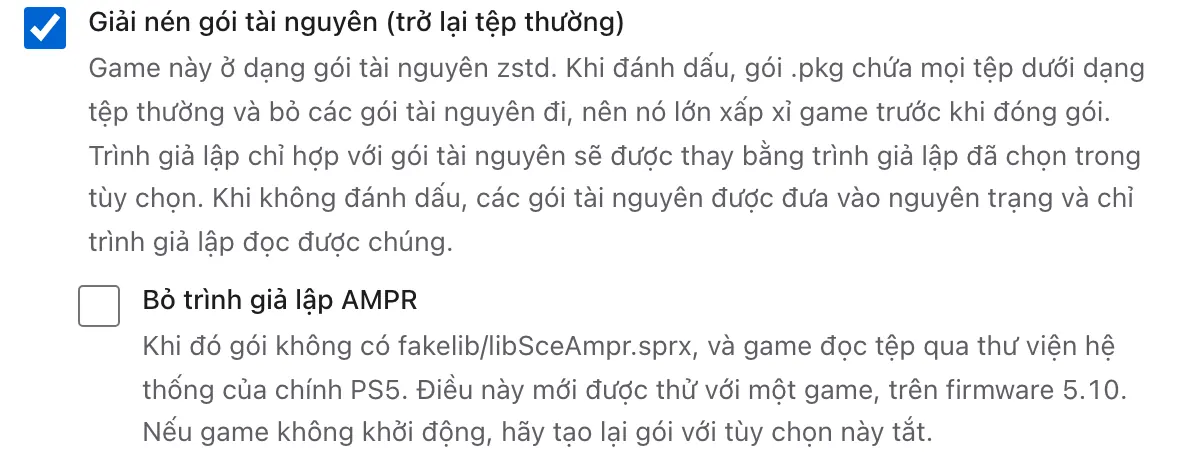 Giải nén gói tài nguyên (trở lại tệp thường)
Game này ở dạng gói tài nguyên zstd. Khi đánh dấu, gói .pkg chứa mọi tệp dưới dạng
tệp thường và bỏ các gói tài nguyên đi, nên nó lớn xấp xỉ game trước khi đóng gói.
Trình giả lập chỉ hợp với gói tài nguyên sẽ được thay bằng trình giả lập đã chọn trong
tùy chọn. Khi không đánh dấu, các gói tài nguyên được đưa vào nguyên trạng và chỉ
trình giả lập đọc được chúng.
Bỏ trình giả lập AMPR
Khi đó gói không có fakelib/libSceAmpr.sprx, và game đọc tệp qua thư viện hệ
thống của chính PS5. Điều này mới được thử với một game, trên firmware 5.10.
Nếu game không khởi động, hãy tạo lại gói với tùy chọn này tắt.